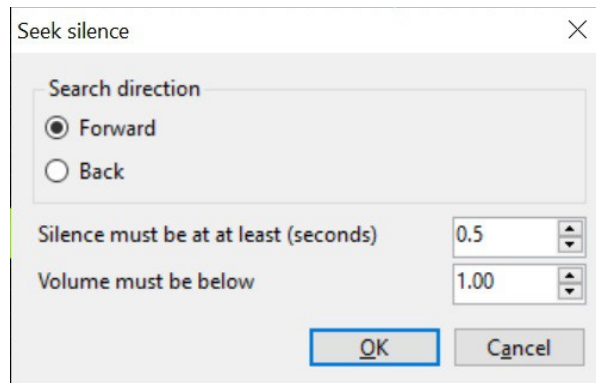 Seek silence
Search direction
Forward
Back
Silence must be at at least (seconds) 0.5
Volume must be below 1.00
OK Cancel